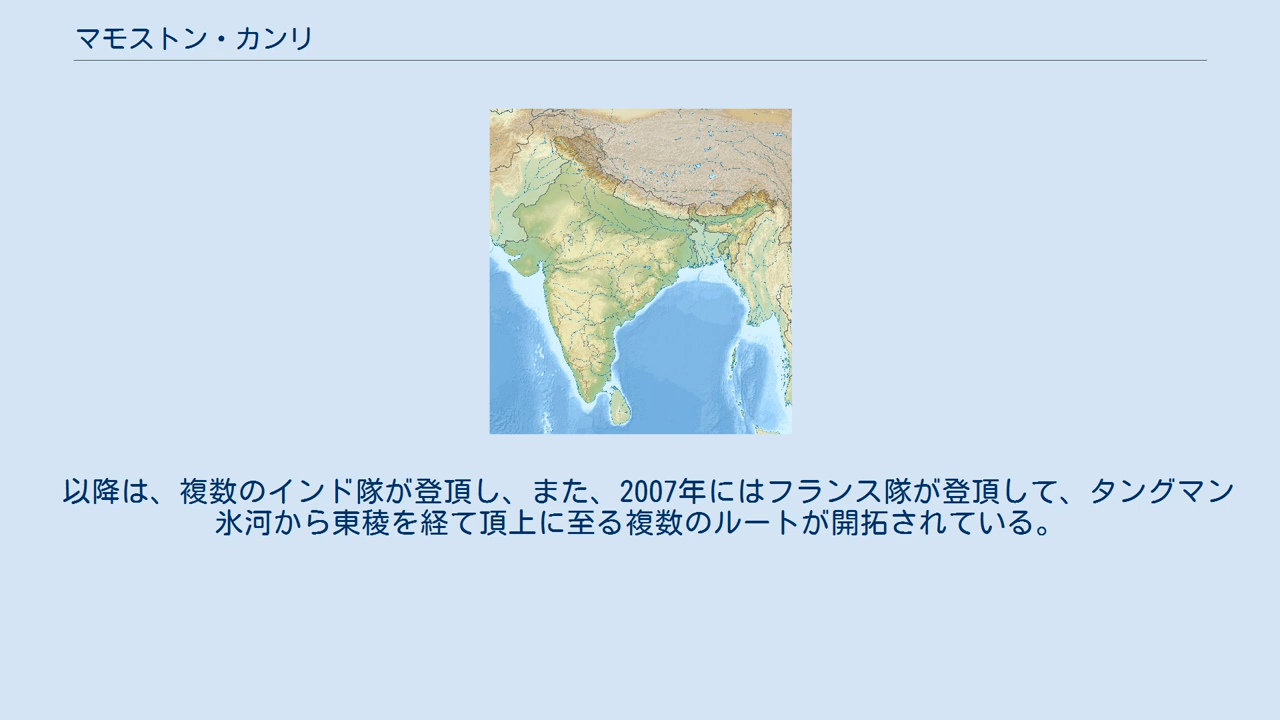 マモストン・カンリ
以降は、複数のインド隊が登頂し、また、2007年にはフランス隊が登頂して、タングマン
氷河から東稜を経て頂上に至る複数のルートが開拓されている。